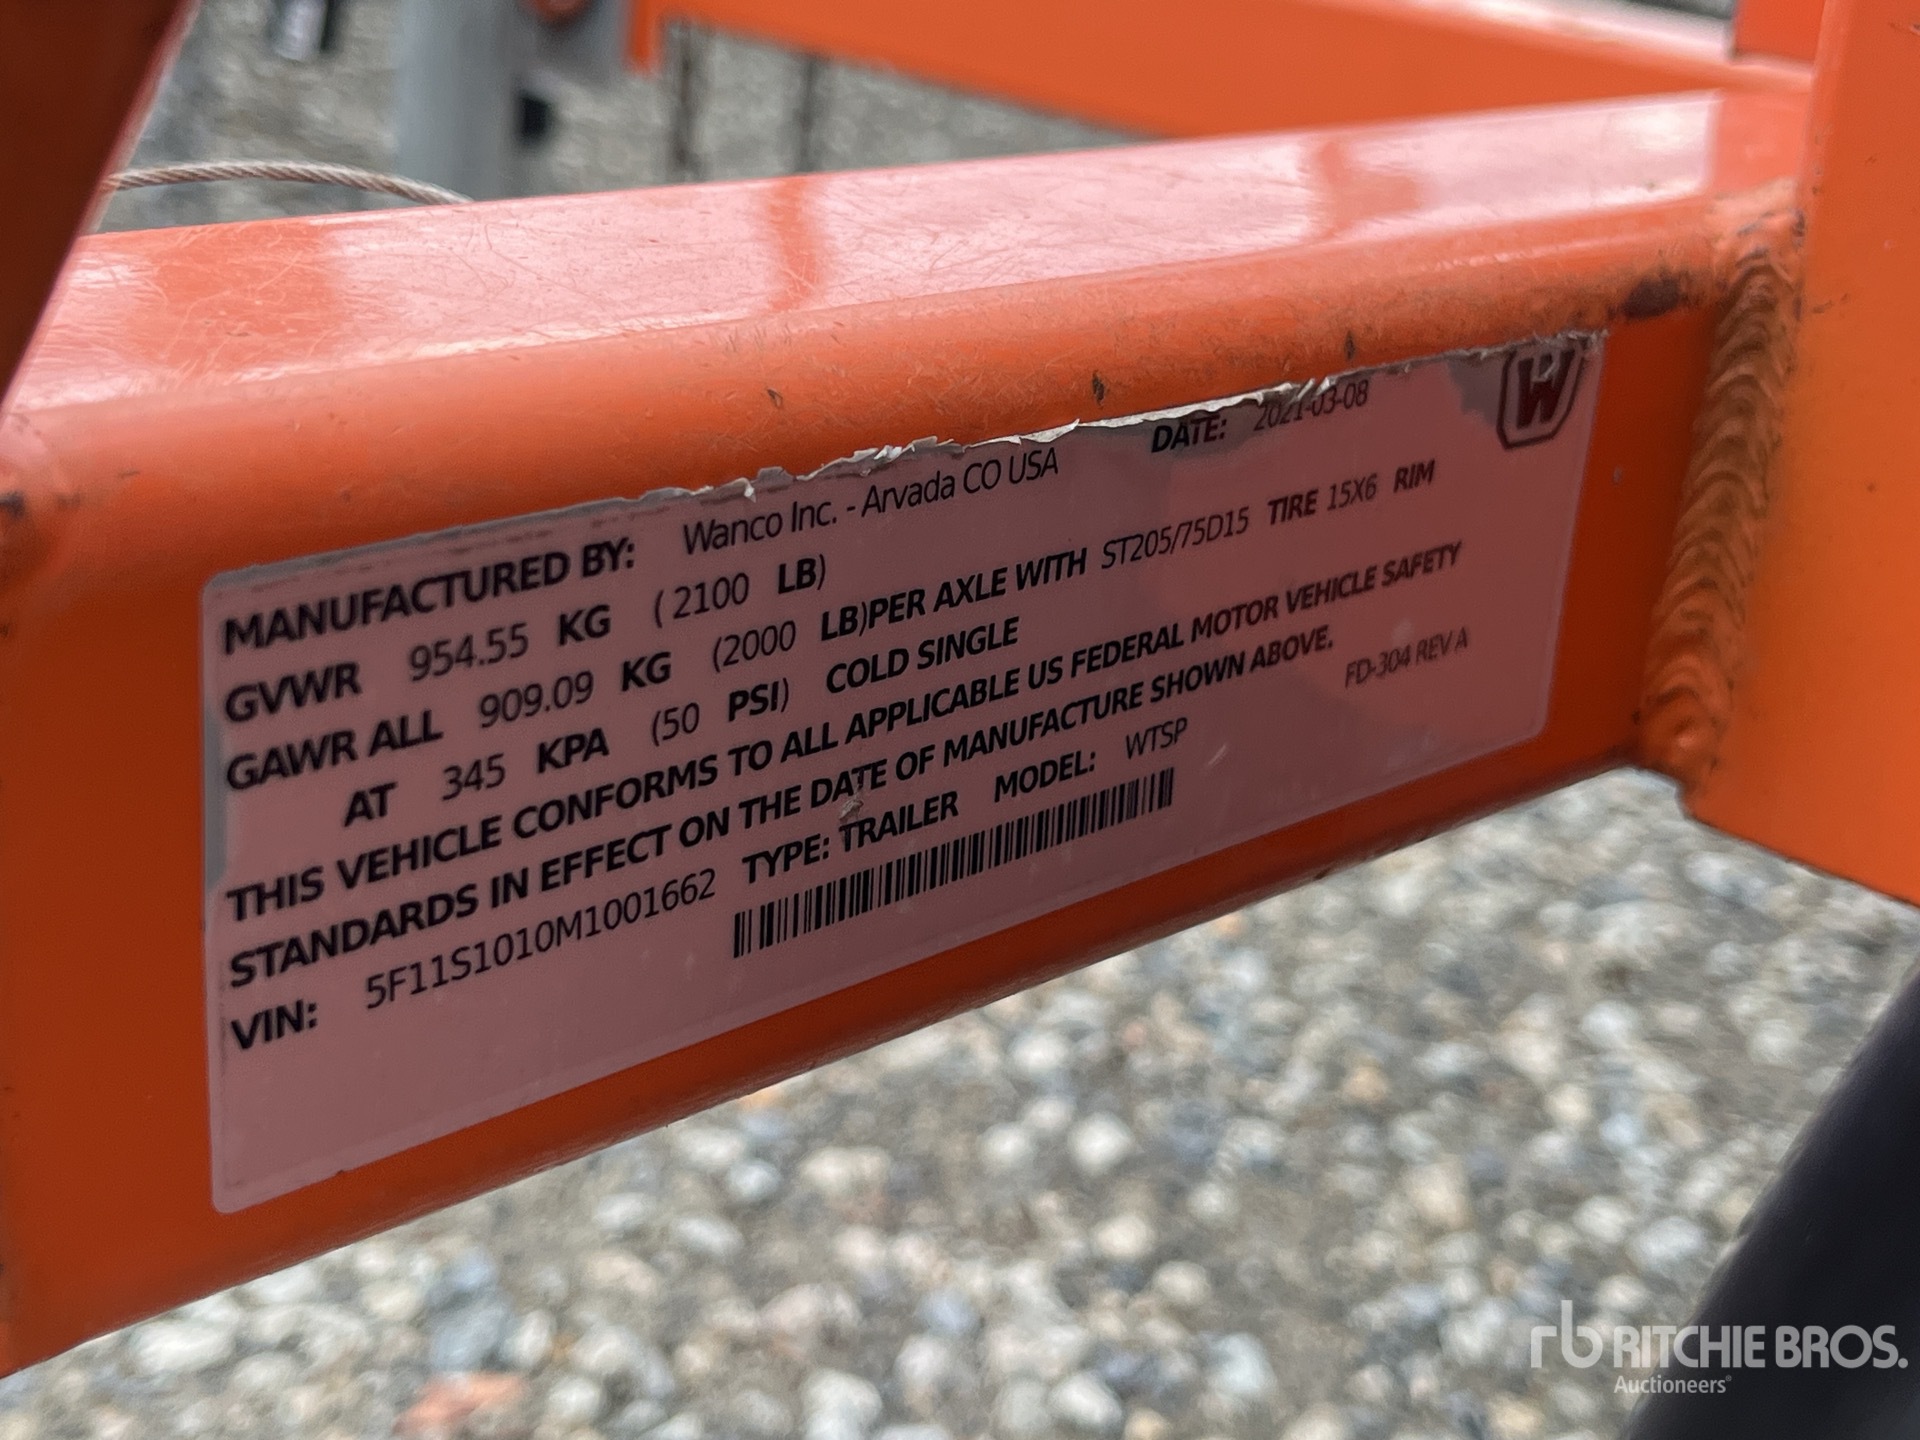 MANUFACTURED BY: Wanco Inc. - Arvada CO USA DATE: 2021-03-08
W
GVWR 954.55 KG (2100 LB)
GAWR ALL 909.09 KG (2000 LB)PER AXLE WITH ST205/75D15 TIRE 15X6 RIM
AT 345 KPA (50 PSI) COLD SINGLE
THIS VEHICLE CONFORMS TO ALL APPLICABLE US FEDERAL MOTOR VEHICLE SAFETY
STANDARDS IN EFFECT ON THE DATE OF MANUFACTURE SHOWN ABOVE.
VIN: 5F11S1010M1001662 TYPE: TRAILER MODEL: WTSP
FD-304 REV A
rb RITCHIE BROS.
Auctioneers®